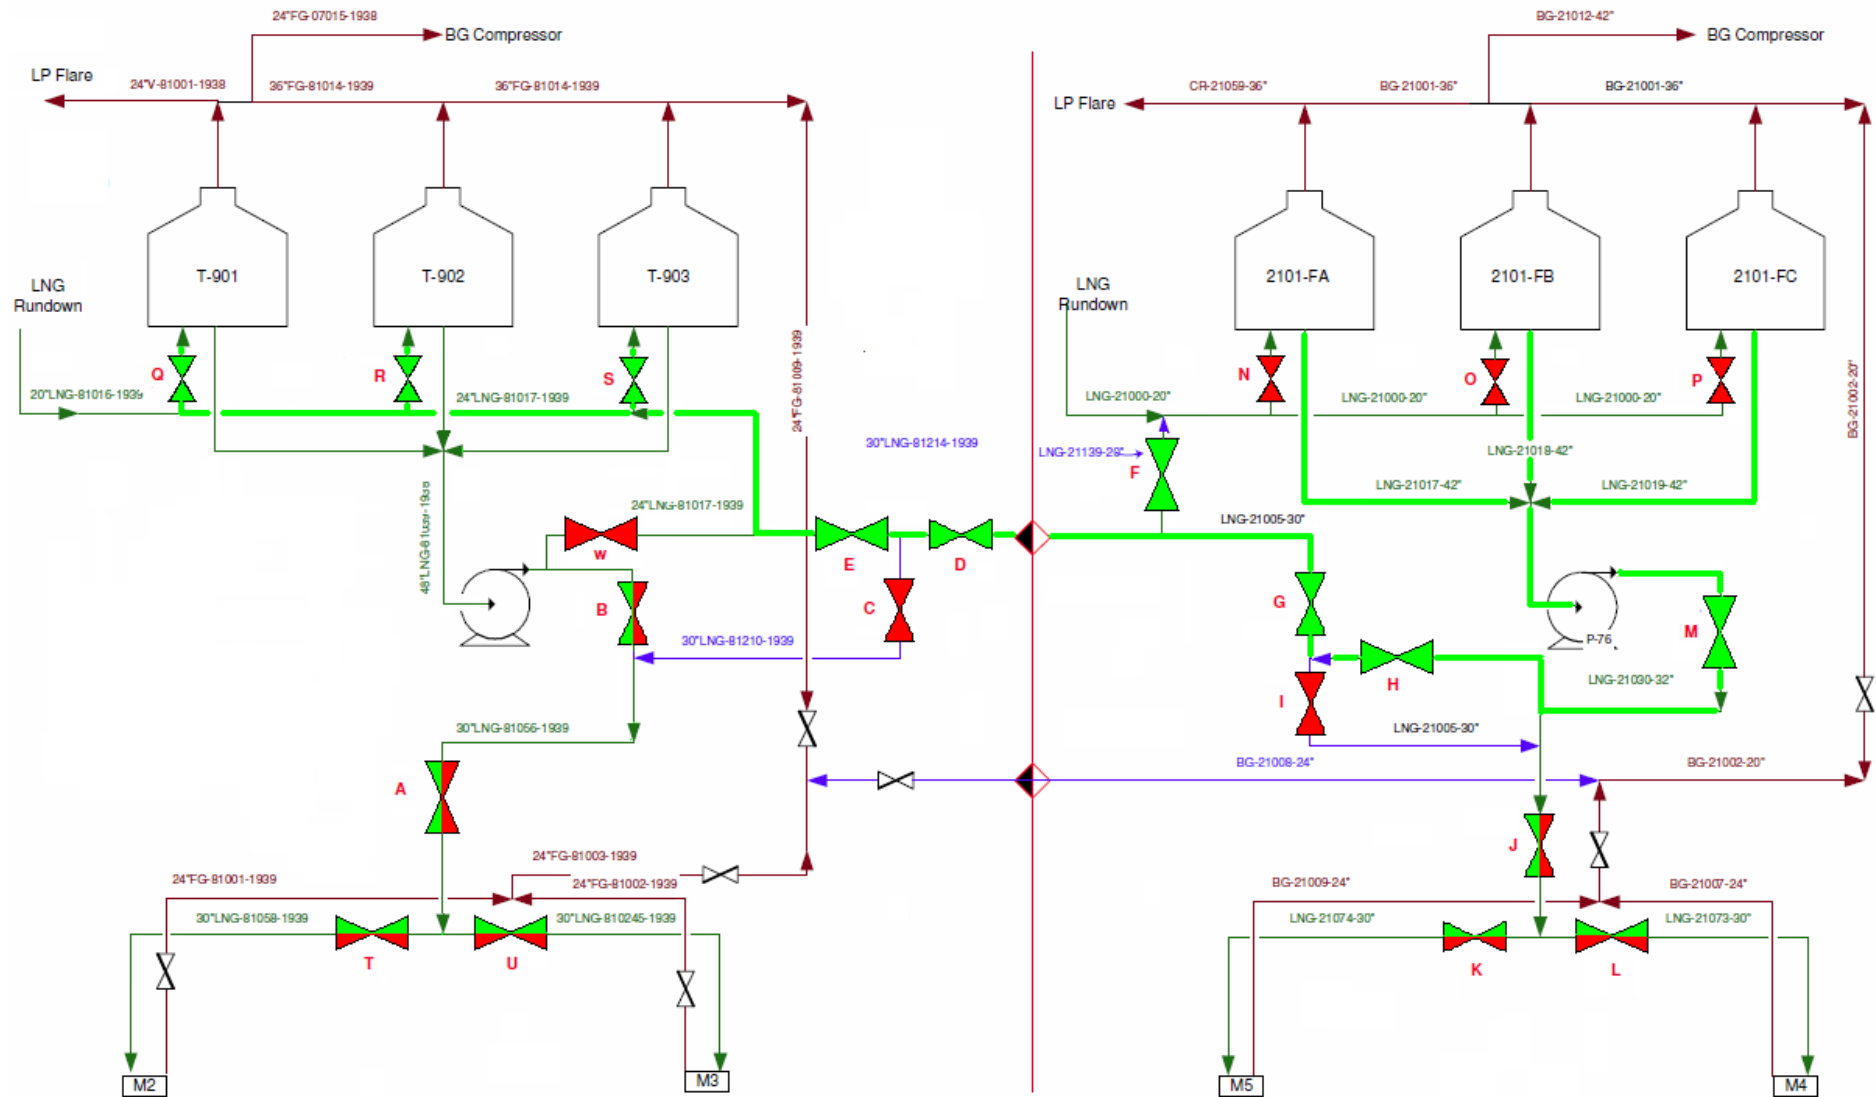 24"FG-07015-1938
BG Compressor
LP Flare
24"V-81001-1938
36"FG-81014-1939
36"FG-81014-1939
T-901
T-902
T-903
LNG
Rundown
Q
R
S
20"LNG-81016-1939
24"LNG-81017-1939
24"FG-81009-1939
30"LNG-81214-1939
24"LNG-81017-1939
w
E
D
B
C
30"LNG-81210-1939
30"LNG-81056-1939
A
24"FG-81003-1939
24"FG-81001-1939
24"FG-81002-1939
30"LNG-81058-1939
30"LNG-810245-1939
T
U
M2
M3
BG-21012-42"
BG Compressor
LP Flare
CR-21059-36"
BG-21001-36"
BG-21001-36"
2101-FA
2101-FB
2101-FC
LNG
Rundown
N
O
P
LNG-21000-20"
LNG-21000-20"
LNG-21000-20"
BG-21002-20"
F
LNG-21018-42"
LNG-21017-42"
LNG-21019-42"
LNG-21005-30"
G
P-76
M
H
LNG-21030-32"
I
LNG-21005-30"
BG-21008-24"
BG-21002-20"
J
BG-21009-24"
BG-21007-24"
LNG-21074-30"
LNG-21073-30"
K
L
M5
M4